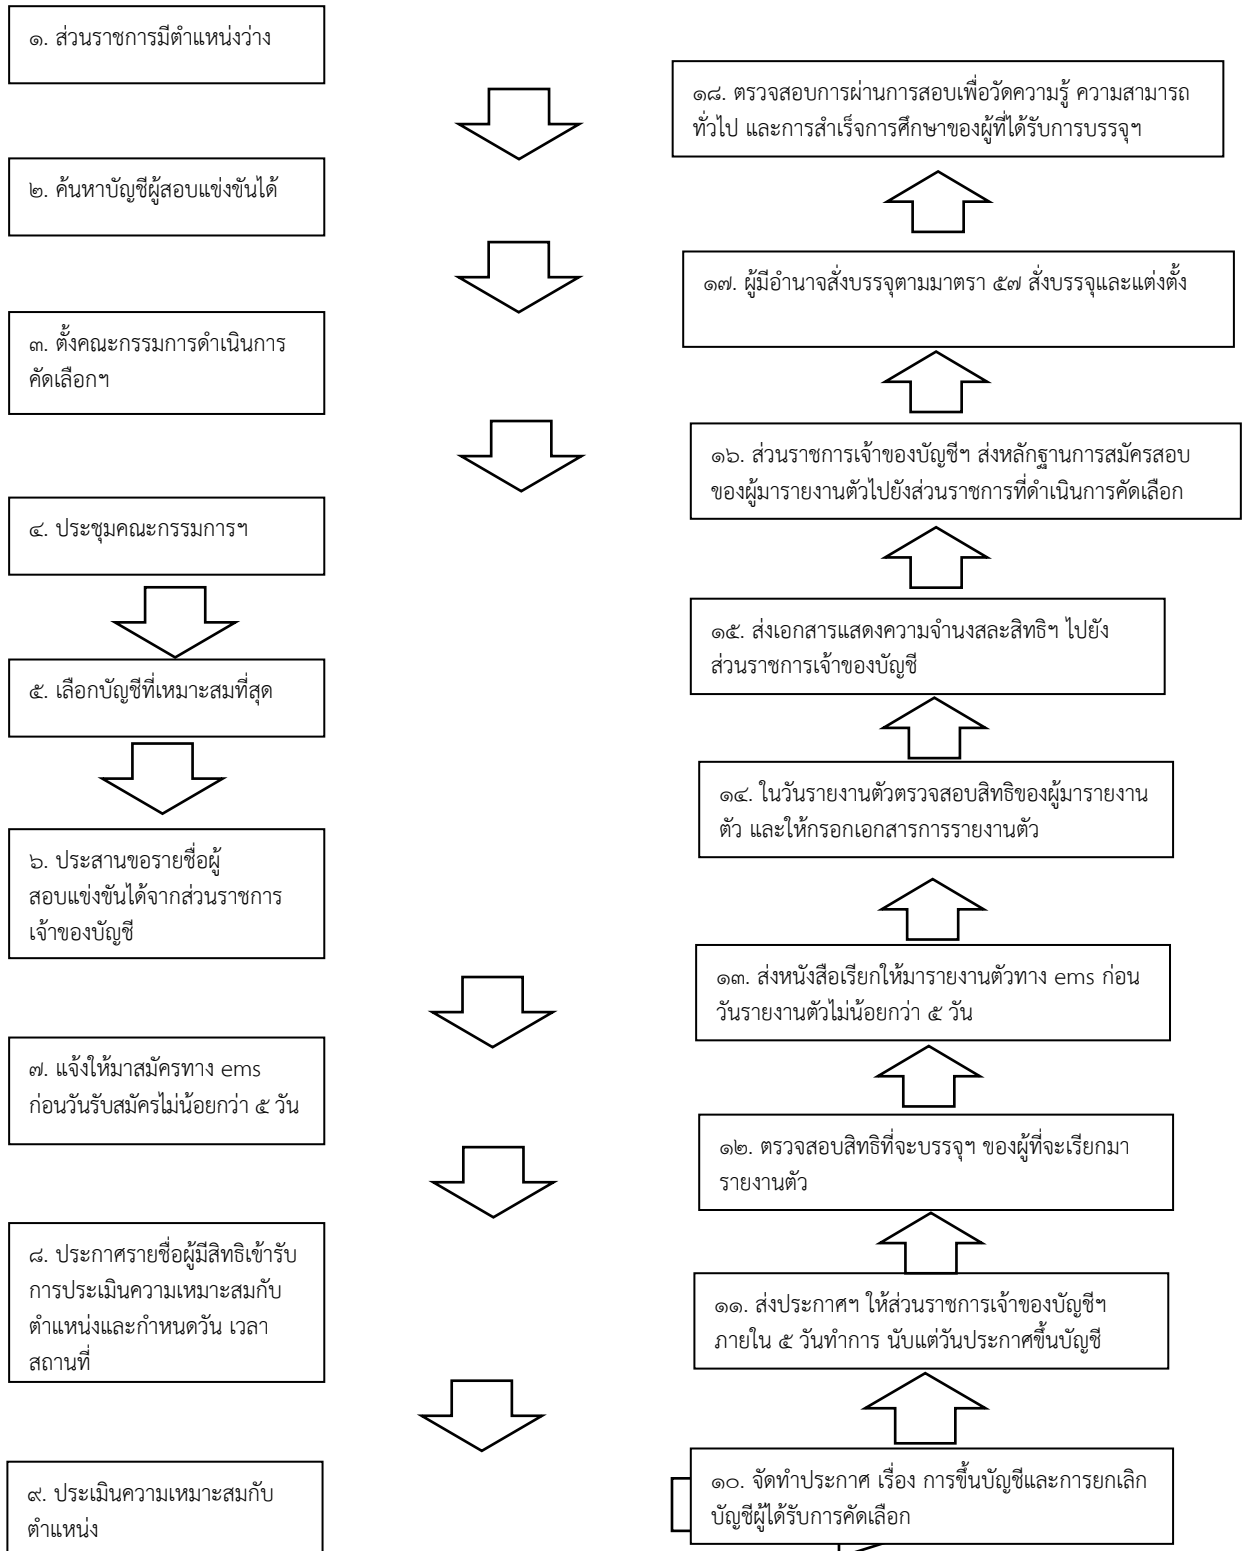 ๑. ส่วนราชการมีตำแหน่งว่าง
๒. ค้นหาบัญชีผู้สอบแข่งขันได้
๓. ตั้งคณะกรรมการดำเนินการ
คัดเลือกฯ
๔. ประชุมคณะกรรมการฯ
๕. เลือกบัญชีที่เหมาะสมที่สุด
๖. ประสานขอรายชื่อผู้
สอบแข่งขันได้จากส่วนราชการ
เจ้าของบัญชี
๗. แจ้งให้มาสมัครทาง ems
ก่อนวันรับสมัครไม่น้อยกว่า ๕ วัน
๘. ประกาศรายชื่อผู้มีสิทธิเข้ารับ
การประเมินความเหมาะสมกับ
ตำแหน่งและกำหนดวัน เวลา
สถานที่
๙. ประเมินความเหมาะสมกับ
ตำแหน่ง
๑๐. จัดทำประกาศ เรื่อง การขึ้นบัญชีและการยกเลิก
บัญชีผู้ได้รับการคัดเลือก
๑๑. ส่งประกาศฯ ให้ส่วนราชการเจ้าของบัญชีฯ
ภายใน ๕ วันทำการ นับแต่วันประกาศขึ้นบัญชี
๑๒. ตรวจสอบสิทธิที่จะบรรจุฯ ของผู้ที่จะเรียกมา
รายงานตัว
๑๓. ส่งหนังสือเรียกให้มารายงานตัวทาง ems ก่อน
วันรายงานตัวไม่น้อยกว่า ๕ วัน
๑๔. ในวันรายงานตัวตรวจสอบสิทธิของผู้มารายงาน
ตัว และให้กรอกเอกสารการรายงานตัว
๑๕. ส่งเอกสารแสดงความจำนงสละสิทธิฯ ไปยัง
ส่วนราชการเจ้าของบัญชี
๑๖. ส่วนราชการเจ้าของบัญชีฯ ส่งหลักฐานการสมัครสอบ
ของผู้มารายงานตัวไปยังส่วนราชการที่ดำเนินการคัดเลือก
๑๗. ผู้มีอำนาจสั่งบรรจุตามมาตรา ๕๗ สั่งบรรจุและแต่งตั้ง
๑๘. ตรวจสอบการผ่านการสอบเพื่อวัดความรู้ ความสามารถ
ทั่วไป และการสำเร็จการศึกษาของผู้ที่ได้รับการบรรจุฯ